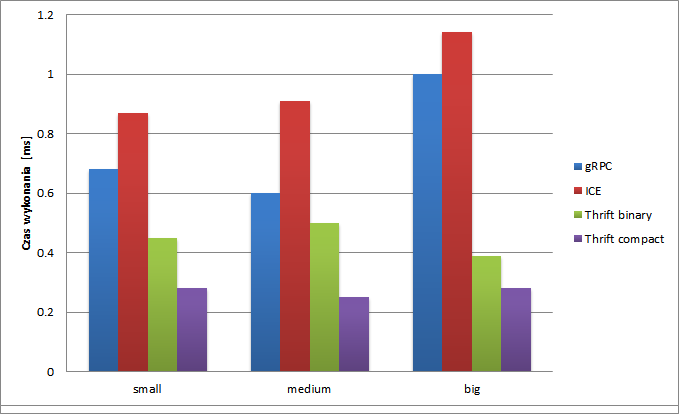 1.2
1
0.8
0.6
0.4
0.2
0
Czas wykonania [ms]
small
medium
big
gRPC
ICE
Thrift binary
Thrift compact